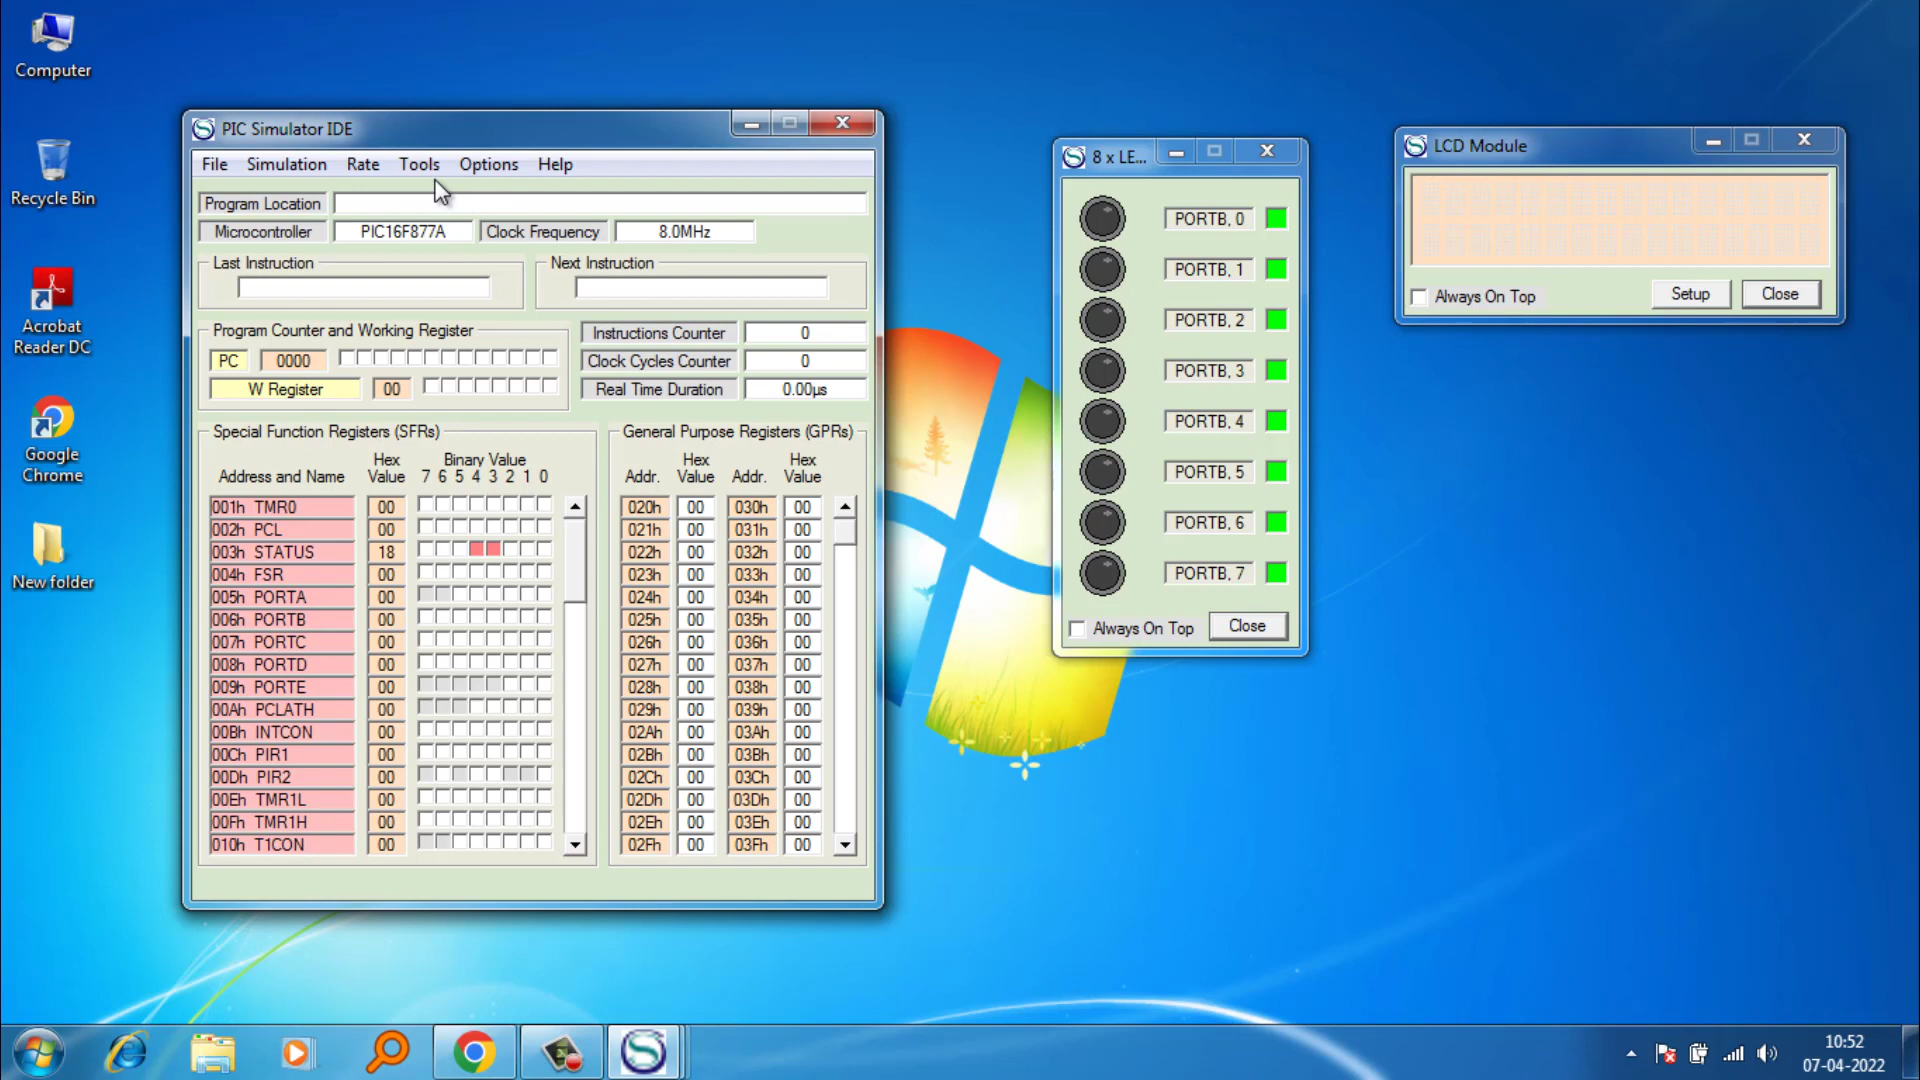 Computer
Recycle Bin
Acrobat
Reader DC
Google
Chrome
New folder
PIC Simulator IDE
File Simulation Rate Tools Options Help
Program Location
Microcontroller PIC16F877A Clock Frequency 8.0MHz
Last Instruction Next Instruction
Program Counter and Working Register
PC 0000
W Register 00
Instructions Counter 0
Clock Cycles Counter 0
Real Time Duration 0.00µs
Special Function Registers (SFRs)
Hex Binary Value
Address and Name Value 7 6 5 4 3 2 1 0
001h TMR0 00
002h PCL 00
003h STATUS 18
004h FSR 00
005h PORTA 00
006h PORTB 00
007h PORTC 00
008h PORTD 00
009h PORTE 00
00Ah PCLATH 00
00Bh INTCON 00
00Ch PIR1 00
00Dh PIR2 00
00Eh TMR1L 00
00Fh TMR1H 00
010h T1CON 00
General Purpose Registers (GPRs)
Hex Hex
Addr. Value Addr. Value
020h 00 030h 00
021h 00 031h 00
022h 00 032h 00
023h 00 033h 00
024h 00 034h 00
025h 00 035h 00
026h 00 036h 00
027h 00 037h 00
028h 00 038h 00
029h 00 039h 00
02Ah 00 03Ah 00
02Bh 00 03Bh 00
02Ch 00 03Ch 00
02Dh 00 03Dh 00
02Eh 00 03Eh 00
02Fh 00 03Fh 00
8 x LE...
PORTB, 0
PORTB, 1
PORTB, 2
PORTB, 3
PORTB, 4
PORTB, 5
PORTB, 6
PORTB, 7
Always On Top Close
LCD Module
Always On Top Setup Close
10:52
07-04-2022